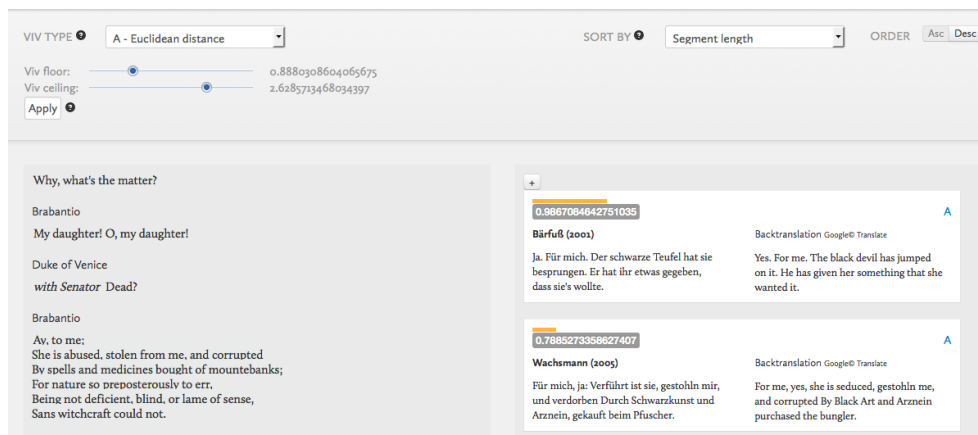 VIV TYPE ? A - Euclidean distance SORT BY ? Segment length ORDER Asc Desc
Viv floor: 0.8880308604065675
Viv ceiling: 2.6285713468034397
Apply ?
Why, what's the matter?
Brabantio
My daughter! O, my daughter!
Duke of Venice
with Senator Dead?
Brabantio
Ay, to me;
She is abused, stolen from me, and corrupted
By spells and medicines bought of mountebanks;
For nature so preposterously to err,
Being not deficient, blind, or lame of sense,
Sans witchcraft could not.
+
0.9867084642751035 A
Bärfuß (2001)
Ja. Für mich. Der schwarze Teufel hat sie
besprungen. Er hat ihr etwas gegeben,
dass sie's wollte.
Backtranslation Google© Translate
Yes. For me. The black devil has jumped
on it. He has given her something that she
wanted it.
0.7885273358627407 A
Wachsmann (2005)
Für mich, ja: Verführt ist sie, gestohln mir,
und verdorben Durch Schwarzkunst und
Arznein, gekauft beim Pfuscher.
Backtranslation Google© Translate
For me, yes, she is seduced, gestohln me,
and corrupted By Black Art and Arznein
purchased the bungler.